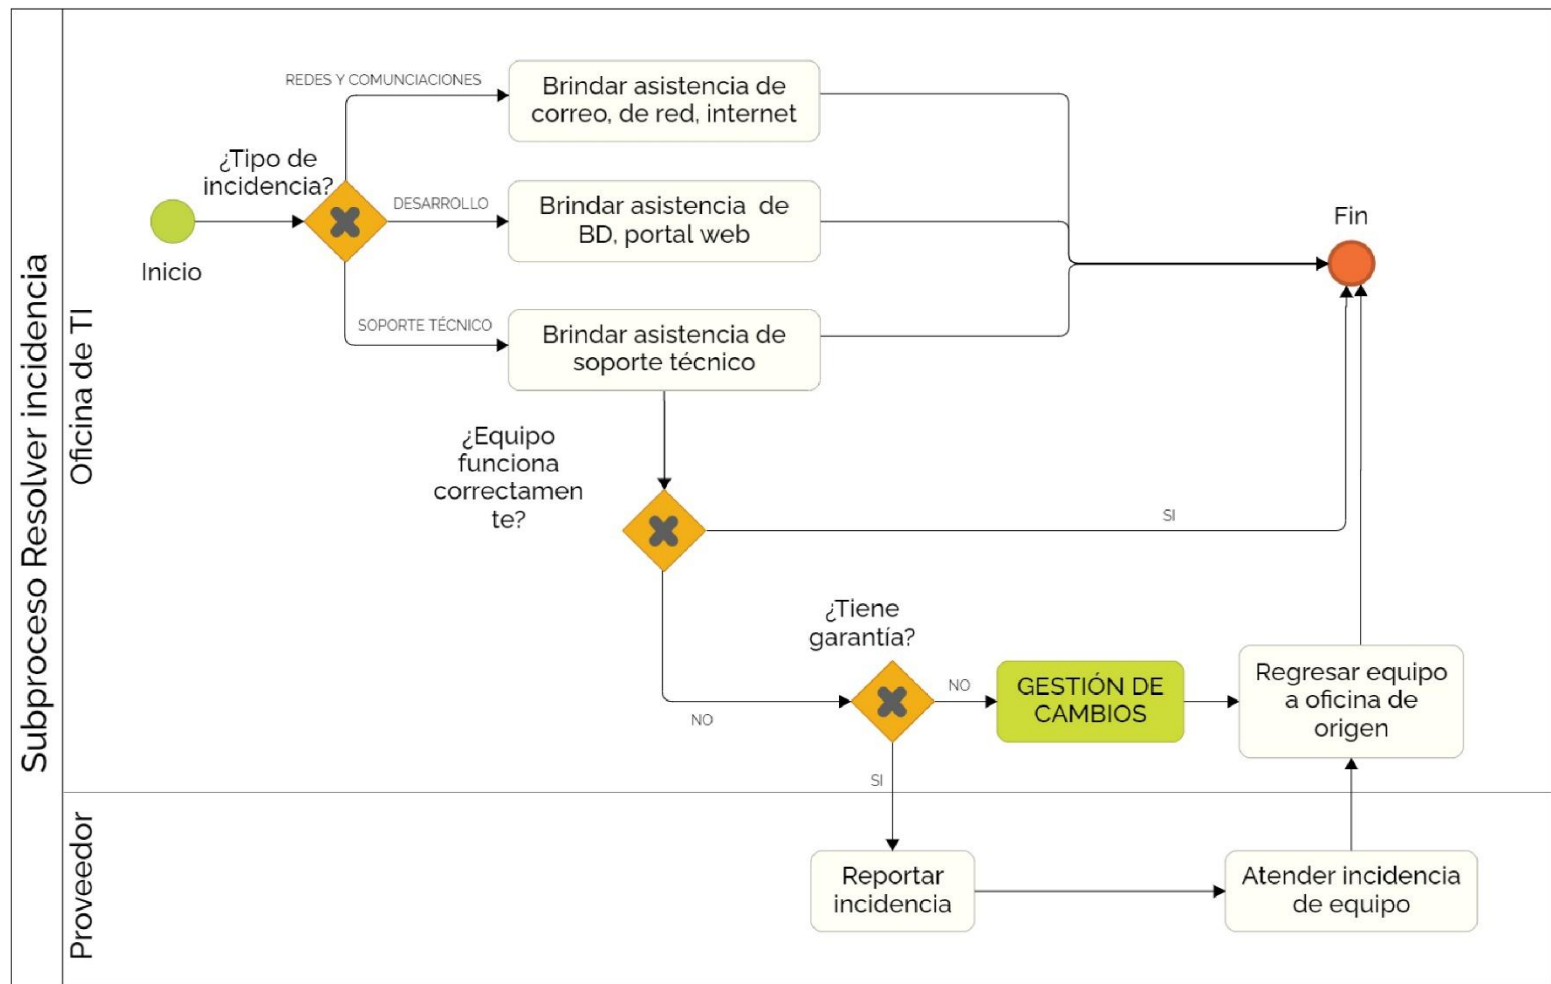 Subproceso Resolver incidencia
Oficina de TI
REDES Y COMUNCIACIONES
Brindar asistencia de
correo, de red, internet
¿Tipo de
incidencia?
DESARROLLO
Brindar asistencia de
BD, portal web
Inicio
Fin
SOPORTE TÉCNICO
Brindar asistencia de
soporte técnico
¿Equipo
funciona
correctamen
te?
SI
NO
¿Tiene
garantía?
NO
GESTIÓN DE
CAMBIOS
Regresar equipo
a oficina de
origen
SI
Proveedor
Reportar
incidencia
Atender incidencia
de equipo